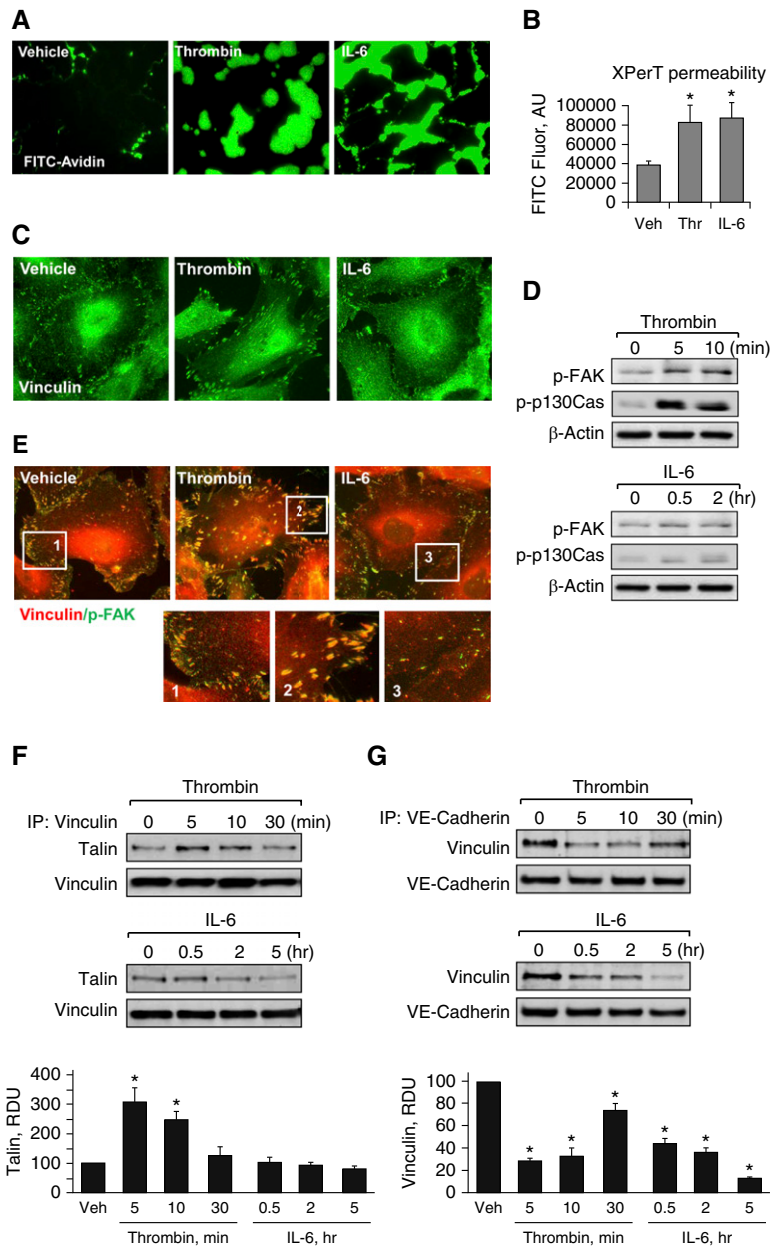 A
Vehicle
Thrombin
IL-6
FITC-Avidin
B
XPerT permeability
FITC Fluor, AU
100000
80000
60000
40000
20000
0
*
*
Veh Thr IL-6
C
Vehicle
Thrombin
IL-6
Vinculin
D
Thrombin
0 5 10 (min)
p-FAK
p-p130Cas
β-Actin
IL-6
0 0.5 2 (hr)
p-FAK
p-p130Cas
β-Actin
E
Vehicle
Thrombin
IL-6
1
2
3
Vinculin/p-FAK
1
2
3
F
Thrombin
IP: Vinculin 0 5 10 30 (min)
Talin
Vinculin
IL-6
0 0.5 2 5 (hr)
Talin
Vinculin
Talin, RDU
400
300
200
100
0
*
*
Veh 5 10 30 0.5 2 5
Thrombin, min IL-6, hr
G
Thrombin
IP: VE-Cadherin 0 5 10 30 (min)
Vinculin
VE-Cadherin
IL-6
0 0.5 2 5 (hr)
Vinculin
VE-Cadherin
Vinculin, RDU
100
80
60
40
20
0
*
*
*
*
*
*
Veh 5 10 30 0.5 2 5
Thrombin, min IL-6, hr